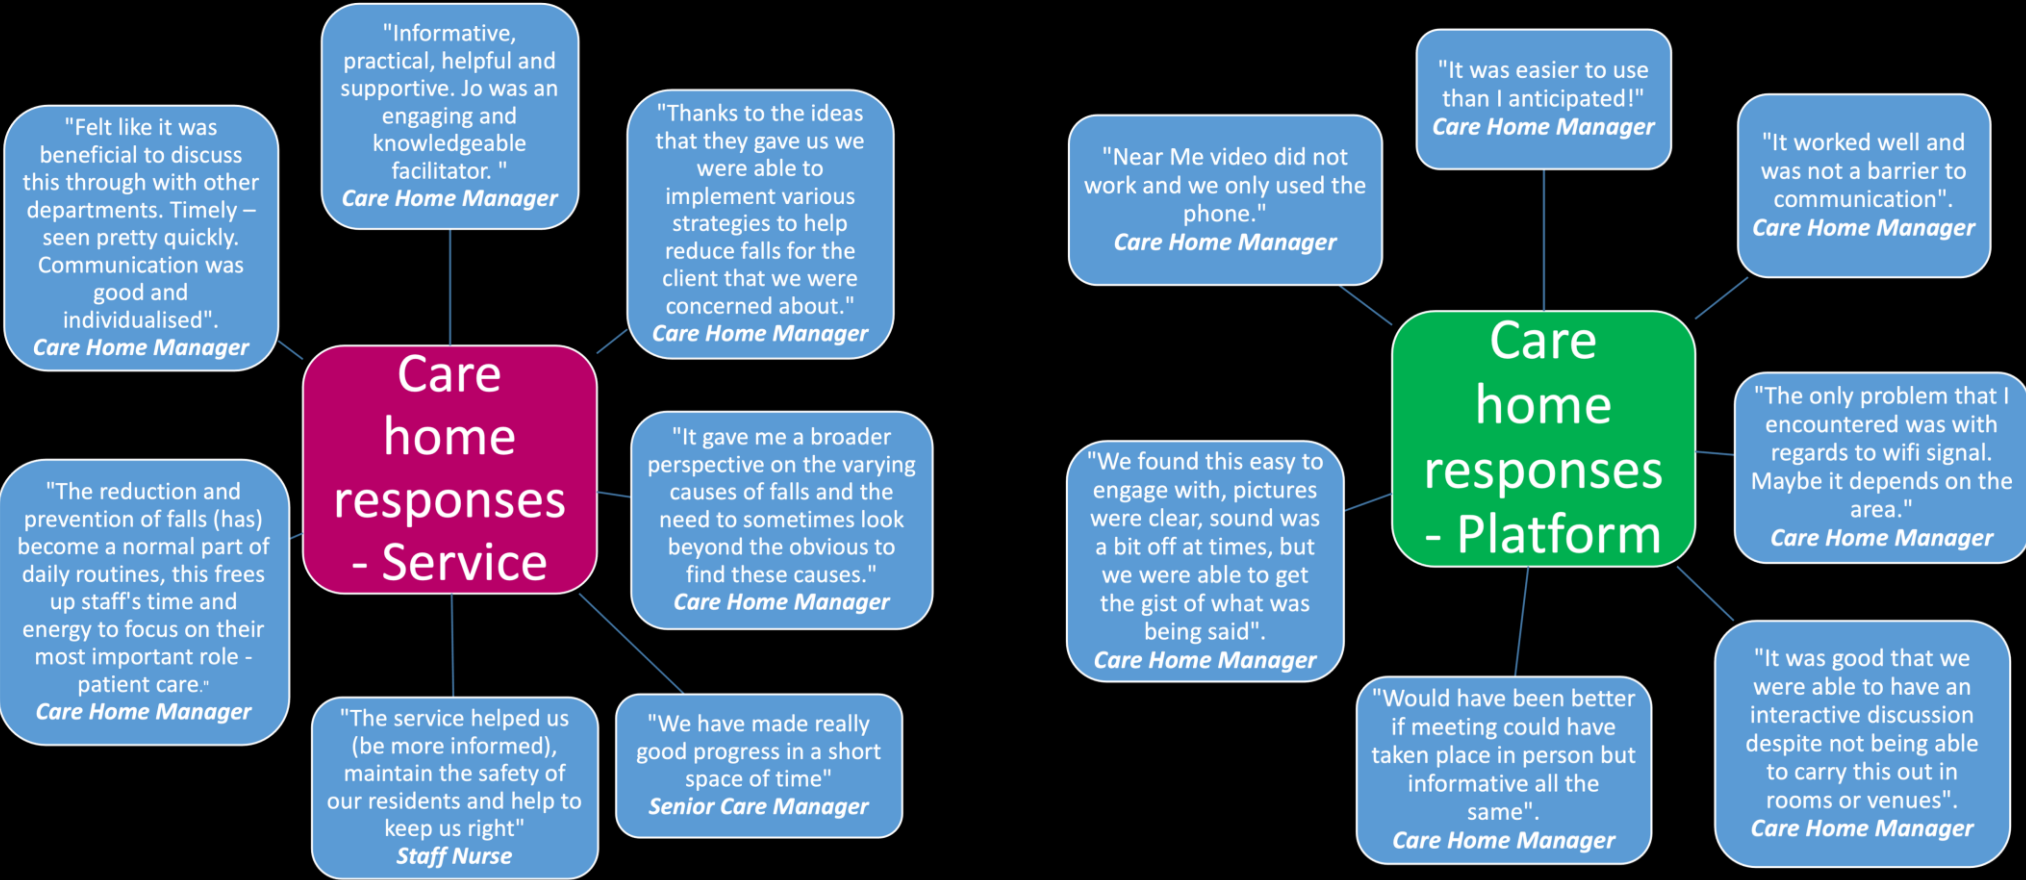 "Informative,
practical, helpful and
supportive. Jo was an
engaging and
knowledgeable
facilitator. "
Care Home Manager
"Felt like it was
beneficial to discuss
this through with other
departments. Timely –
seen pretty quickly.
Communication was
good and
individualised".
Care Home Manager
"Thanks to the ideas
that they gave us we
were able to
implement various
strategies to help
reduce falls for the
client that we were
concerned about."
Care Home Manager
Care
home
responses
- Service
"It gave me a broader
perspective on the varying
causes of falls and the
need to sometimes look
beyond the obvious to
find these causes."
Care Home Manager
"The reduction and
prevention of falls (has)
become a normal part of
daily routines, this frees
up staff's time and
energy to focus on their
most important role -
patient care."
Care Home Manager
"The service helped us
(be more informed),
maintain the safety of
our residents and help to
keep us right"
Staff Nurse
"We have made really
good progress in a short
space of time"
Senior Care Manager
"It was easier to use
than I anticipated!"
Care Home Manager
"Near Me video did not
work and we only used the
phone."
Care Home Manager
"It worked well and
was not a barrier to
communication".
Care Home Manager
Care
home
responses
- Platform
"The only problem that I
encountered was with
regards to wifi signal.
Maybe it depends on the
area."
Care Home Manager
"We found this easy to
engage with, pictures
were clear, sound was
a bit off at times, but
we were able to get
the gist of what was
being said".
Care Home Manager
"Would have been better
if meeting could have
taken place in person but
informative all the
same".
Care Home Manager
"It was good that we
were able to have an
interactive discussion
despite not being able
to carry this out in
rooms or venues".
Care Home Manager